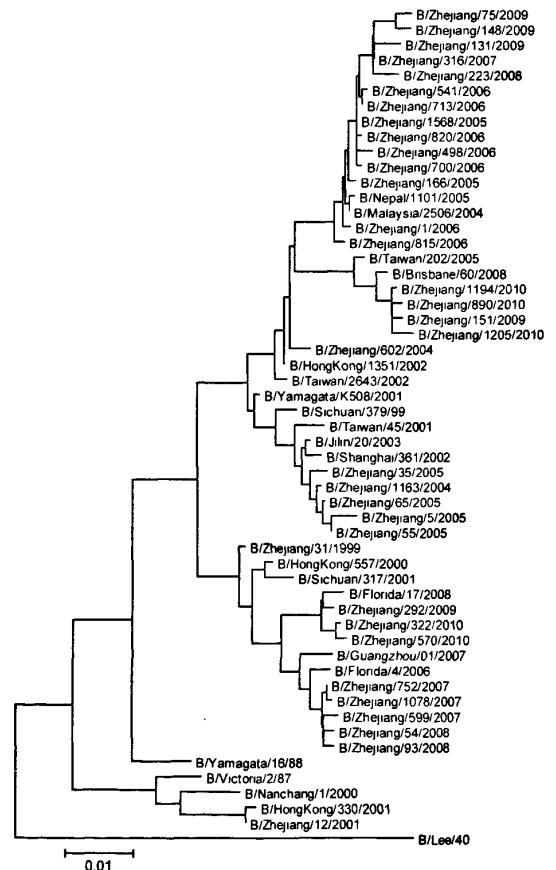 B/Zhejiang/75/2009
B/Zhejiang/148/2009
B/Zhejiang/131/2009
B/Zhejiang/316/2007
B/Zhejiang/223/2008
B/Zhejiang/541/2006
B/Zhejiang/713/2006
B/Zhejiang/1568/2005
B/Zhejiang/820/2006
B/Zhejiang/498/2006
B/Zhejiang/700/2006
B/Zhejiang/166/2005
B/Nepal/1101/2005
B/Malaysia/2506/2004
B/Zhejiang/1/2006
B/Zhejiang/815/2006
B/Taiwan/202/2005
B/Brisbane/60/2008
B/Zhejiang/1194/2010
B/Zhejiang/890/2010
B/Zhejiang/151/2009
B/Zhejiang/1205/2010
B/Zhejiang/602/2004
B/HongKong/1351/2002
B/Taiwan/2643/2002
B/Yamagata/K508/2001
B/Sichuan/379/99
B/Taiwan/45/2001
B/Jilin/20/2003
B/Shanghai/361/2002
B/Zhejiang/35/2005
B/Zhejiang/1163/2004
B/Zhejiang/65/2005
B/Zhejiang/5/2005
B/Zhejiang/55/2005
B/Zhejiang/31/1999
B/HongKong/557/2000
B/Sichuan/317/2001
B/Florida/17/2008
B/Zhejiang/292/2009
B/Zhejiang/322/2010
B/Zhejiang/570/2010
B/Guangzhou/01/2007
B/Florida/4/2006
B/Zhejiang/752/2007
B/Zhejiang/1078/2007
B/Zhejiang/599/2007
B/Zhejiang/54/2008
B/Zhejiang/93/2008
B/Yamagata/16/88
B/Victoria/2/87
B/Nanchang/1/2000
B/HongKong/330/2001
B/Zhejiang/12/2001
B/Lee/40
0.01